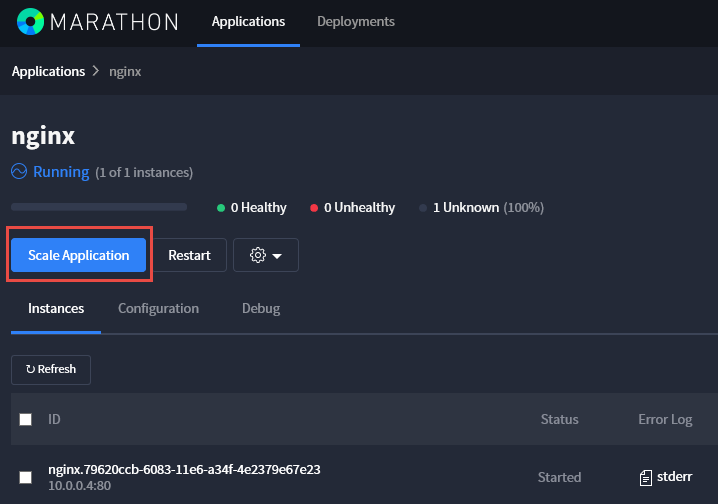 MARATHON Applications Deployments
Applications > nginx
nginx
Running (1 of 1 instances)
0 Healthy 0 Unhealthy 1 Unknown (100%)
Scale Application Restart
Instances Configuration Debug
↻ Refresh
ID Status Error Log
nginx.79620ccb-6083-11e6-a34f-4e2379e67e23
10.0.0.4:80 Started stderr